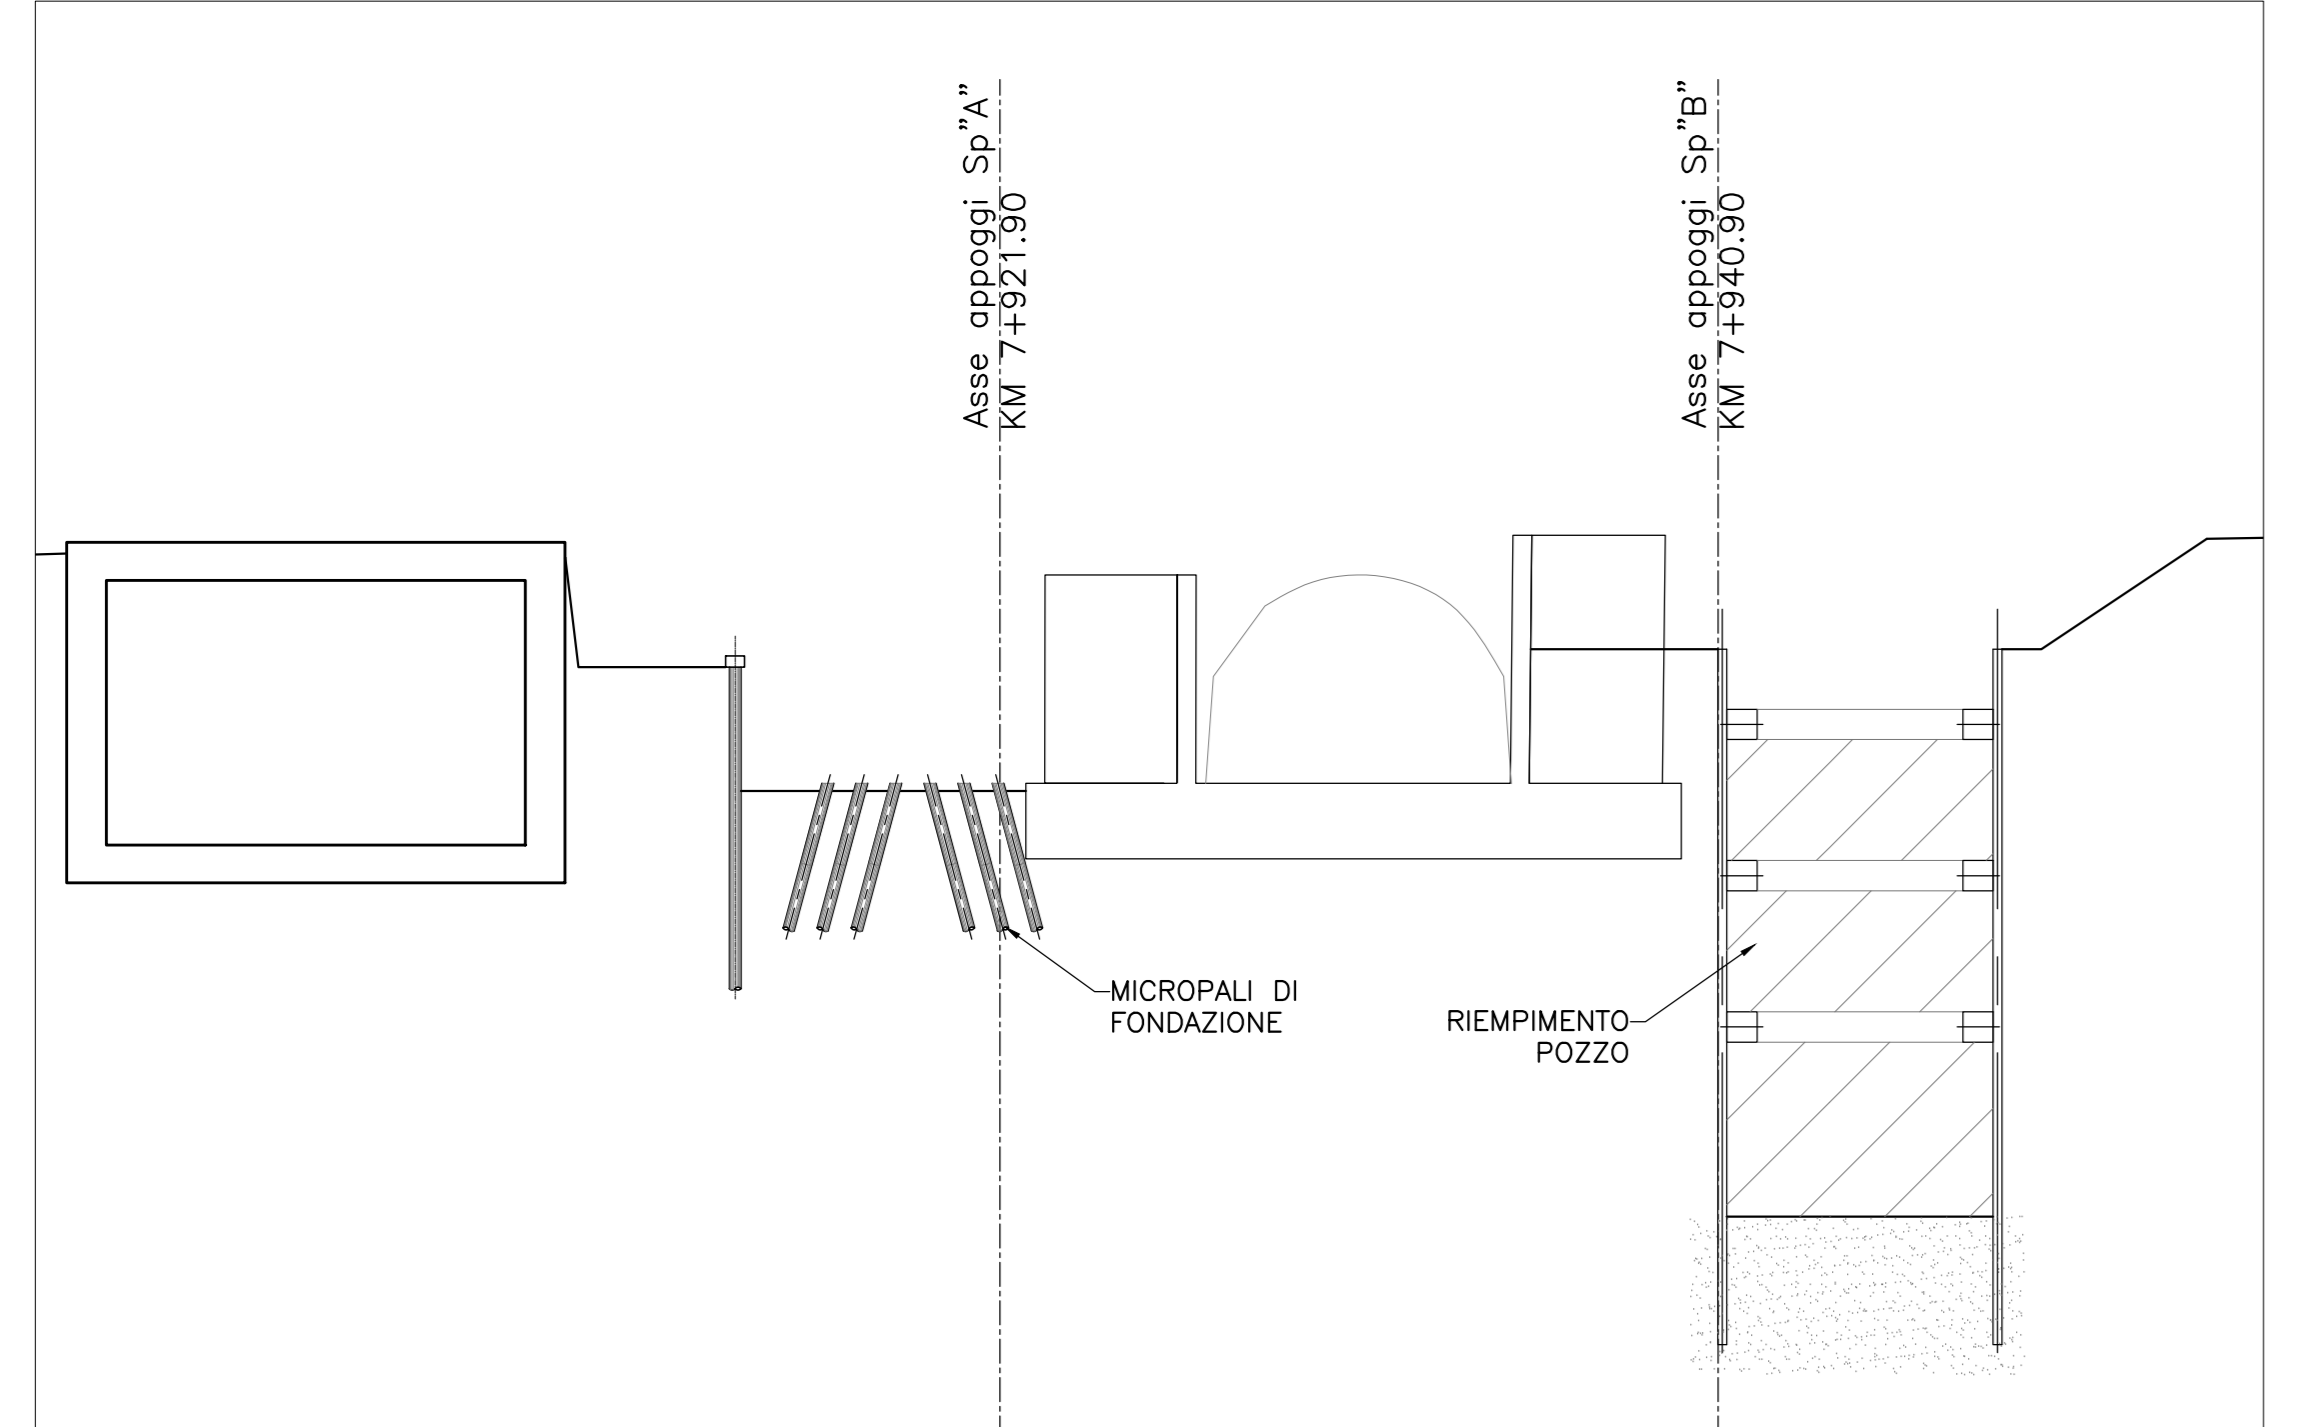 Asse appoggi Sp"A"
KM 7+921.90
Asse appoggi Sp"B"
KM 7+940.90
MICROPALI DI
FONDAZIONE
RIEMPIMENTO
POZZO